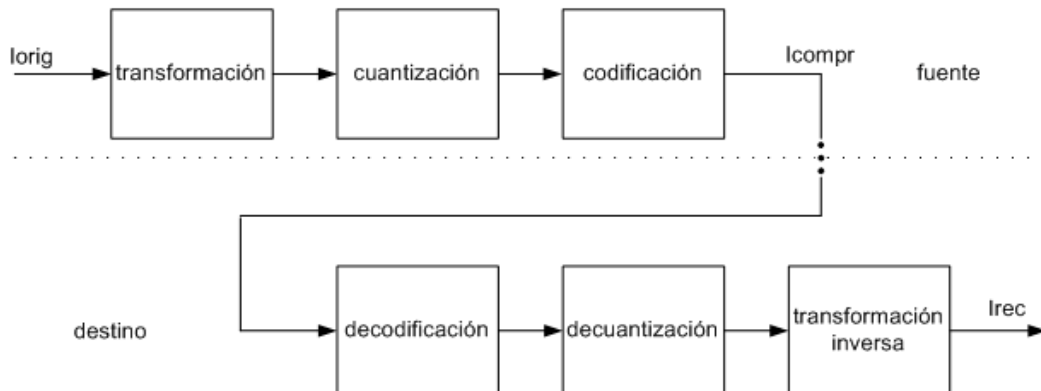 Iorig
transformación
cuantización
codificación
Icompr
fuente
destino
decodificación
decuantización
transformación
inversa
Irec